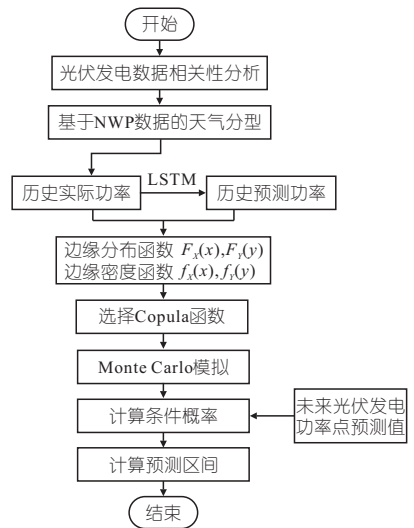 开始
光伏发电数据相关性分析
基于NWP数据的天气分型
历史实际功率
LSTM
历史预测功率
边缘分布函数 F_X(x),F_Y(y)
边缘密度函数 f_X(x),f_Y(y)
选择Copula函数
Monte Carlo模拟
计算条件概率
未来光伏发电
功率点预测值
计算预测区间
结束